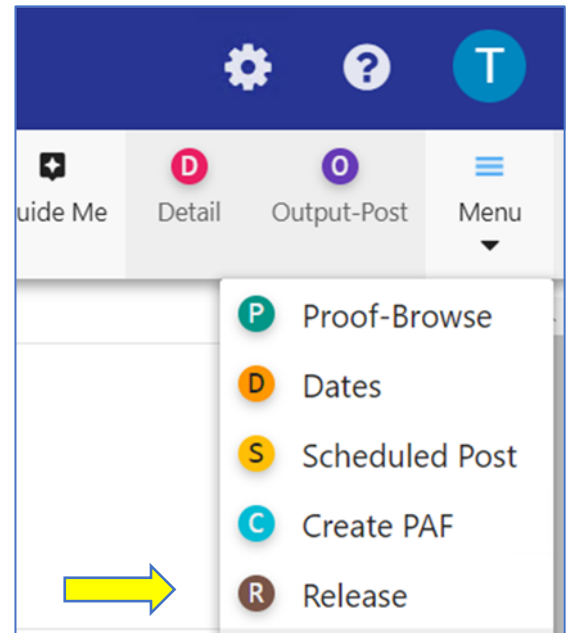 ?
T
uide Me
D
Detail
O
Output-Post
Menu
P Proof-Browse
D Dates
S Scheduled Post
C Create PAF
R Release